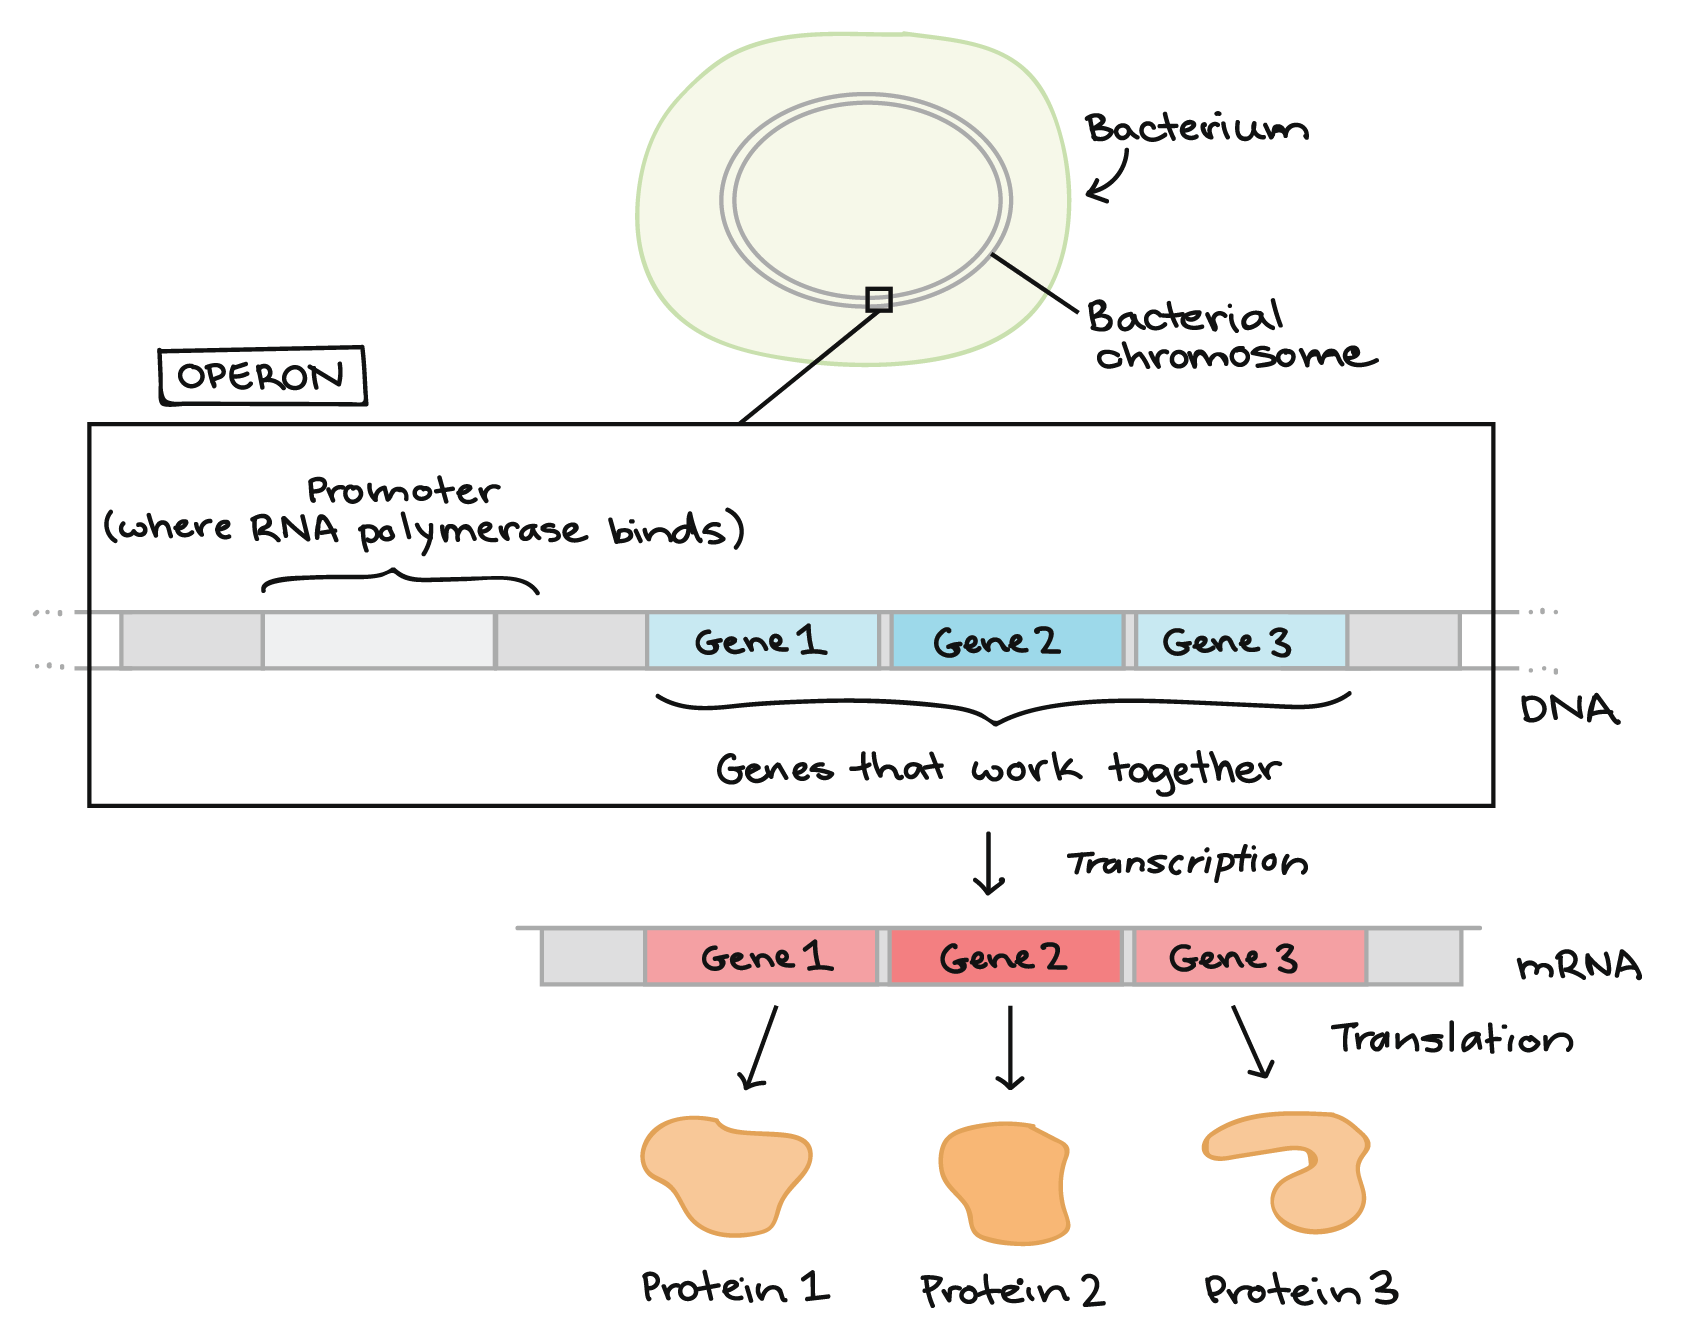 Bacterium
Bacterial
chromosome
OPERON
Promoter
(where RNA polymerase binds)
Gene 1
Gene 2
Gene 3
DNA
Genes that work together
Transcription
Gene 1
Gene 2
Gene 3
mRNA
Translation
Protein 1
Protein 2
Protein 3